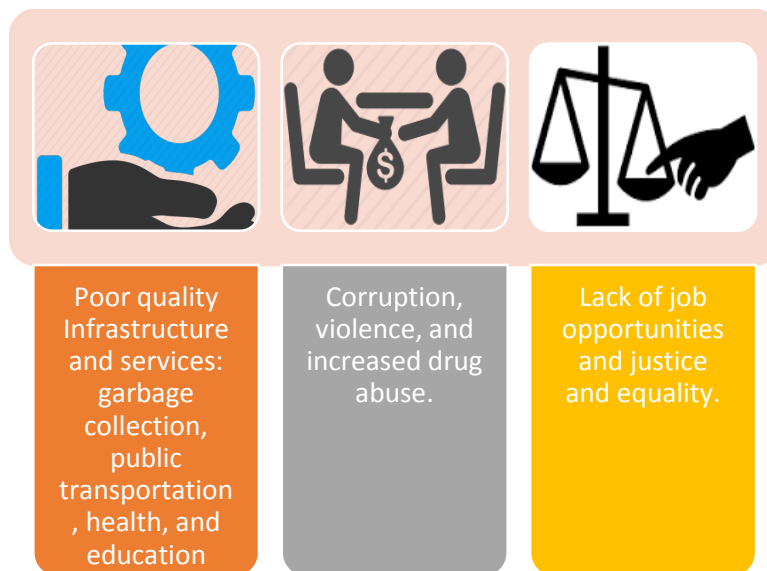 $
Poor quality
Infrastructure
and services:
garbage
collection,
public
transportation
, health, and
education
Corruption,
violence, and
increased drug
abuse.
Lack of job
opportunities
and justice
and equality.